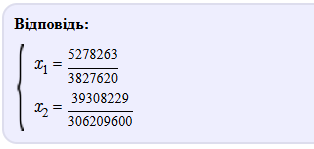 Відповідь:
x₁ = 5278263/3827620
x₂ = 39308229/306209600